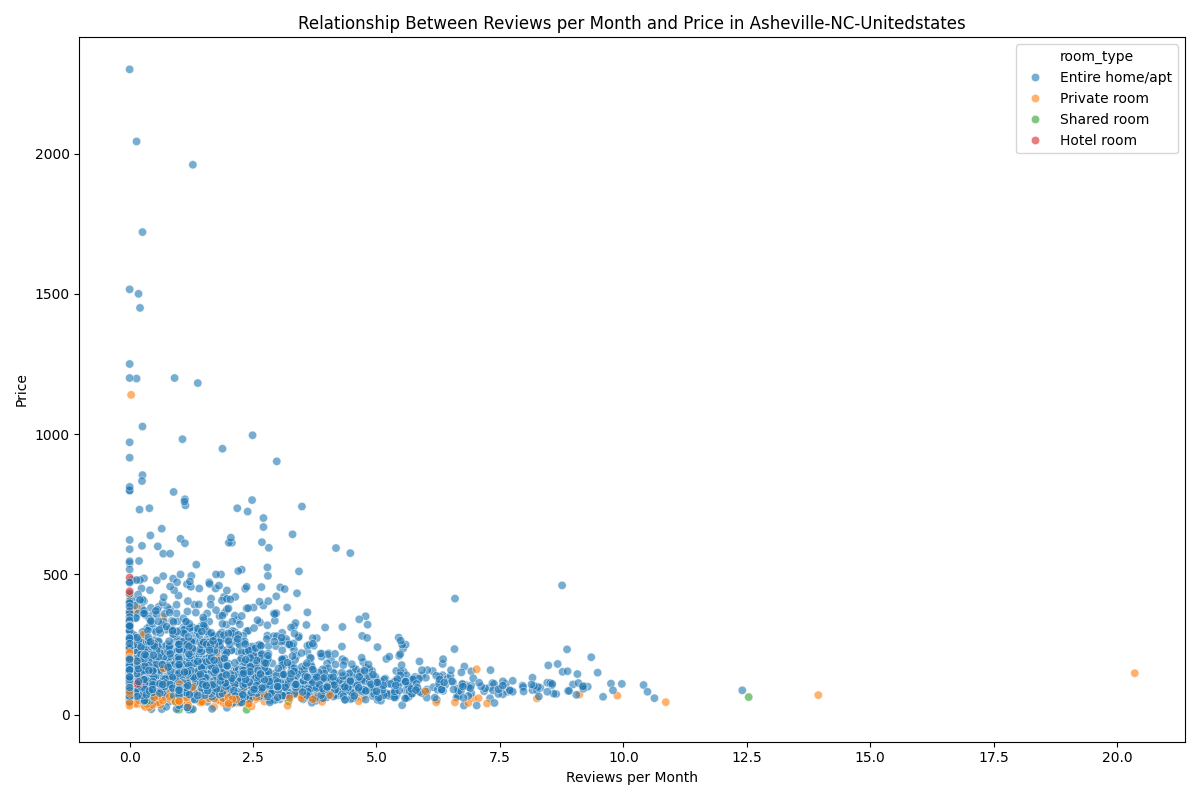 Relationship Between Reviews per Month and Price in Asheville-NC-Unitedstates
room_type
Entire home/apt
Private room
Shared room
Hotel room
Price
2000
1500
1000
500
0
0.0 2.5 5.0 7.5 10.0 12.5 15.0 17.5 20.0
Reviews per Month